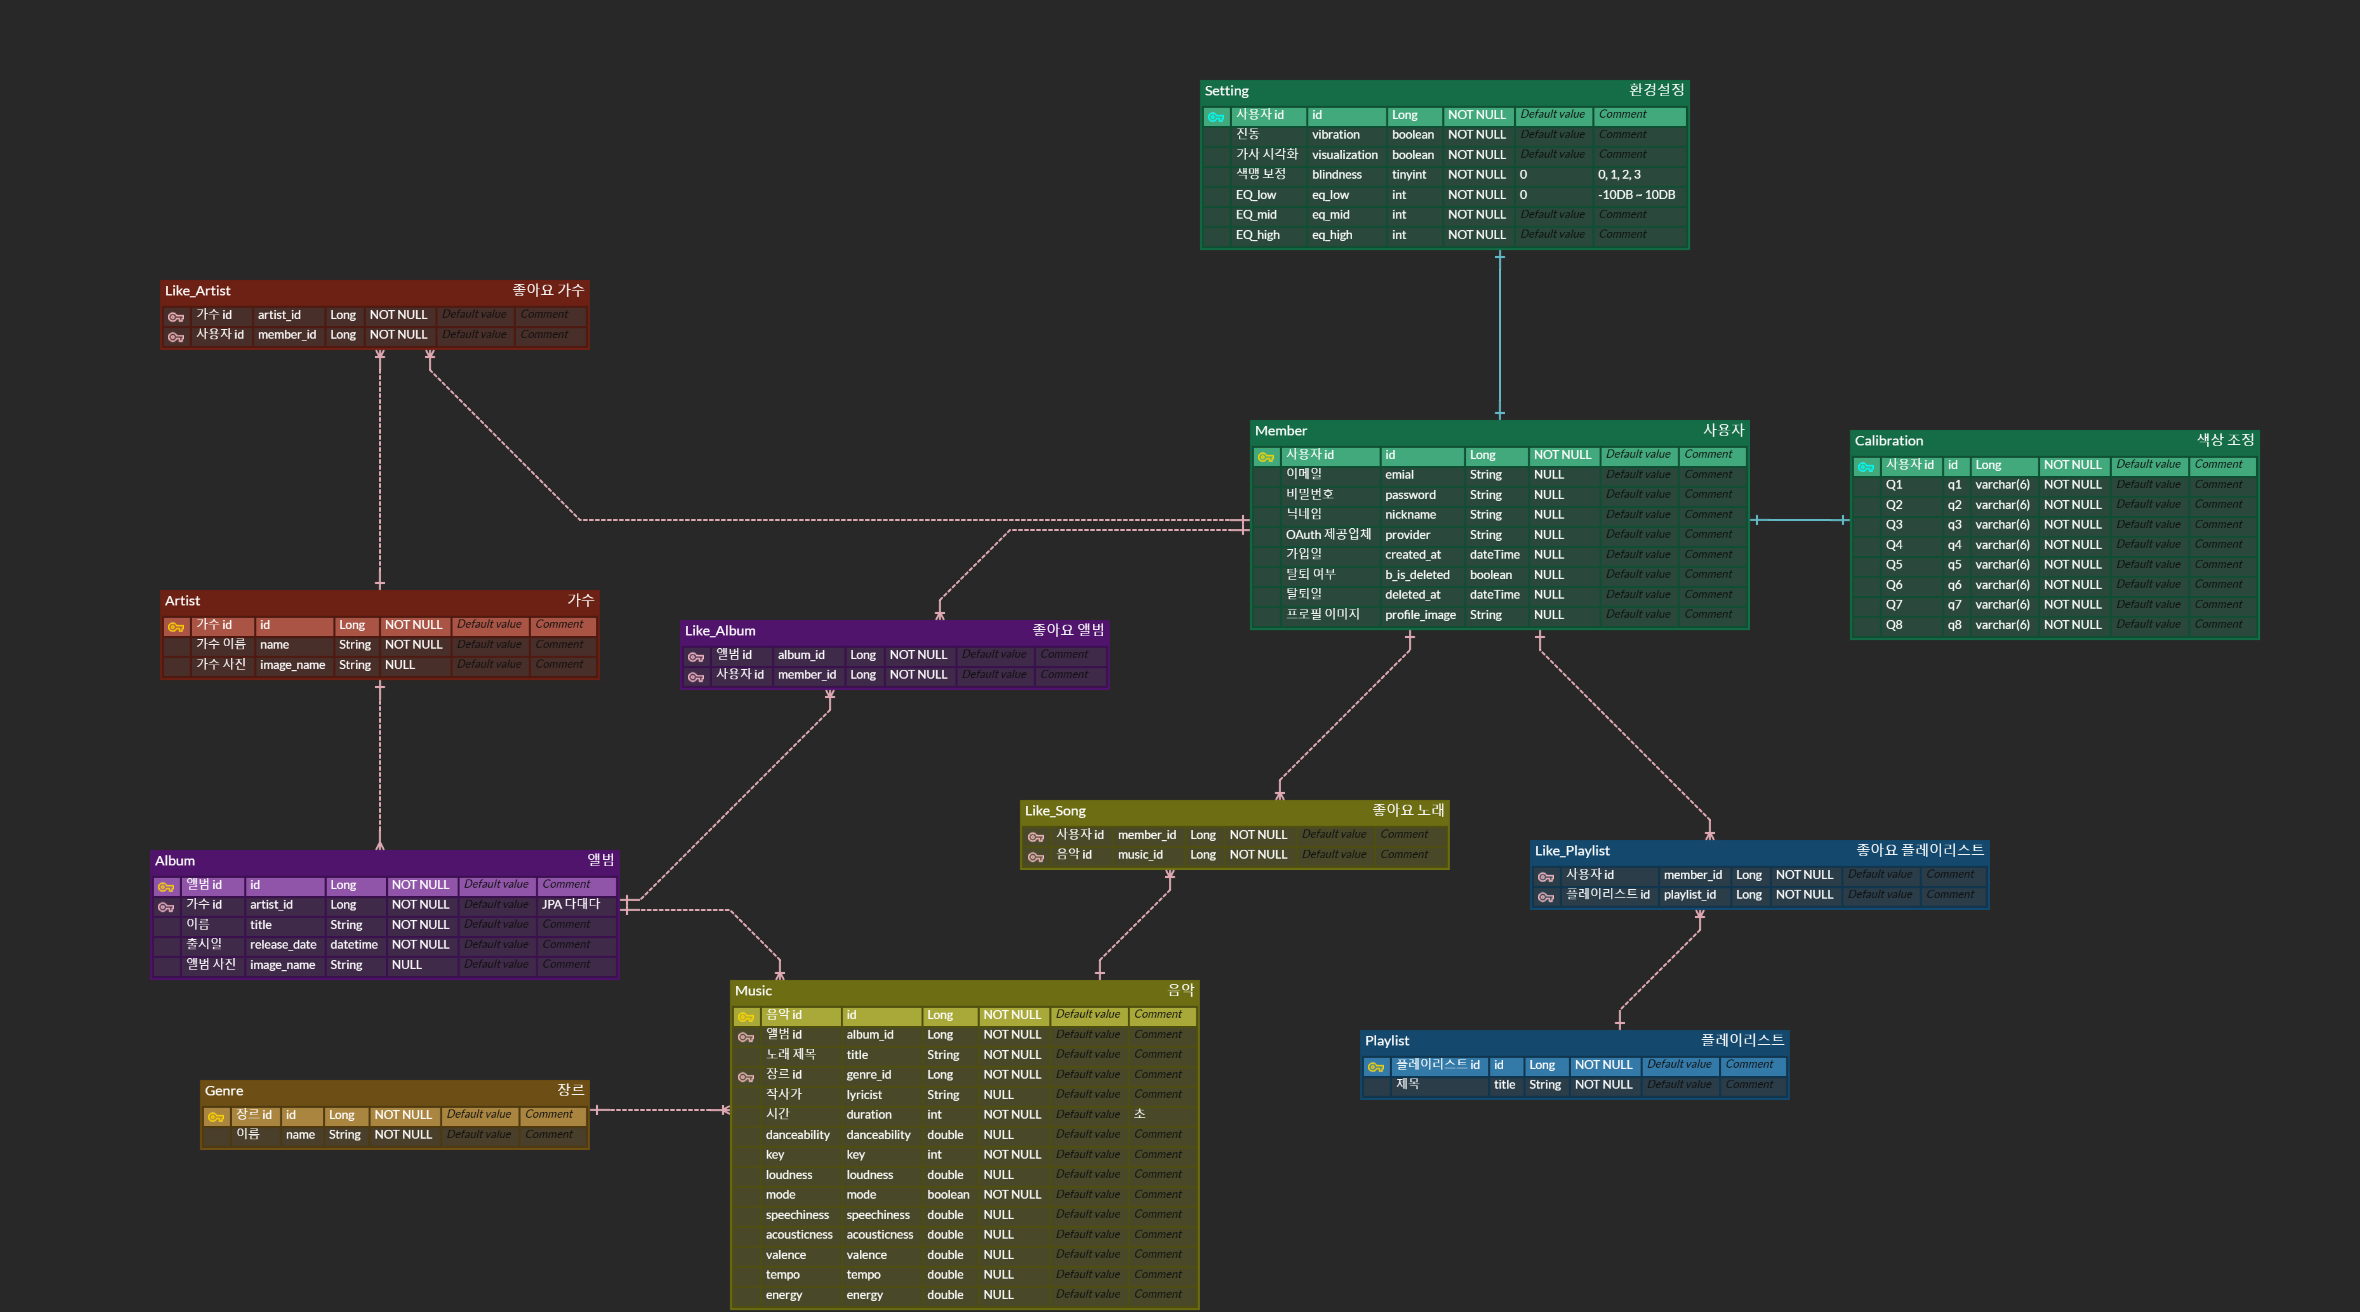 Setting 환경설정
사용자 id id Long NOT NULL Default value Comment
진동 vibration boolean NOT NULL Default value Comment
가사 시각화 visualization boolean NOT NULL Default value Comment
색맹 보정 blindness tinyint NOT NULL 0 0, 1, 2, 3
EQ_low eq_low int NOT NULL 0 -10DB ~ 10DB
EQ_mid eq_mid int NOT NULL Default value Comment
EQ_high eq_high int NOT NULL Default value Comment
Like_Artist 좋아요 가수
가수 id artist_id Long NOT NULL Default value Comment
사용자 id member_id Long NOT NULL Default value Comment
Member 사용자
사용자 id id Long NOT NULL Default value Comment
이메일 emial String NULL Default value Comment
비밀번호 password String NULL Default value Comment
닉네임 nickname String NULL Default value Comment
OAuth 제공업체 provider String NULL Default value Comment
가입일 created_at dateTime NULL Default value Comment
탈퇴 여부 b_is_deleted boolean NULL Default value Comment
탈퇴일 deleted_at dateTime NULL Default value Comment
프로필 이미지 profile_image String NULL Default value Comment
Calibration 색상 조정
사용자 id id Long NOT NULL Default value Comment
Q1 q1 varchar(6) NOT NULL Default value Comment
Q2 q2 varchar(6) NOT NULL Default value Comment
Q3 q3 varchar(6) NOT NULL Default value Comment
Q4 q4 varchar(6) NOT NULL Default value Comment
Q5 q5 varchar(6) NOT NULL Default value Comment
Q6 q6 varchar(6) NOT NULL Default value Comment
Q7 q7 varchar(6) NOT NULL Default value Comment
Q8 q8 varchar(6) NOT NULL Default value Comment
Artist 가수
가수 id id Long NOT NULL Default value Comment
가수 이름 name String NOT NULL Default value Comment
가수 사진 image_name String NULL Default value Comment
Like_Album 좋아요 앨범
앨범 id album_id Long NOT NULL Default value Comment
사용자 id member_id Long NOT NULL Default value Comment
Like_Song 좋아요 노래
사용자 id member_id Long NOT NULL Default value Comment
음악 id music_id Long NOT NULL Default value Comment
Like_Playlist 좋아요 플레이리스트
사용자 id member_id Long NOT NULL Default value Comment
플레이리스트 id playlist_id Long NOT NULL Default value Comment
Album 앨범
앨범 id id Long NOT NULL Default value Comment
가수 id artist_id Long NOT NULL Default value JPA 다대다
이름 title String NOT NULL Default value Comment
출시일 release_date datetime NOT NULL Default value Comment
앨범 사진 image_name String NULL Default value Comment
Music 음악
음악 id id Long NOT NULL Default value Comment
앨범 id album_id Long NOT NULL Default value Comment
노래 제목 title String NOT NULL Default value Comment
장르 id genre_id Long NOT NULL Default value Comment
작사가 lyricist String NULL Default value Comment
시간 duration int NOT NULL Default value 초
danceability danceability double NULL Default value Comment
key key int NOT NULL Default value Comment
loudness loudness double NULL Default value Comment
mode mode boolean NOT NULL Default value Comment
speechiness speechiness double NULL Default value Comment
acousticness acousticness double NULL Default value Comment
valence valence double NULL Default value Comment
tempo tempo double NULL Default value Comment
energy energy double NULL Default value Comment
Playlist 플레이리스트
플레이리스트 id id Long NOT NULL Default value Comment
제목 title String NOT NULL Default value Comment
Genre 장르
장르 id id Long NOT NULL Default value Comment
이름 name String NOT NULL Default value Comment